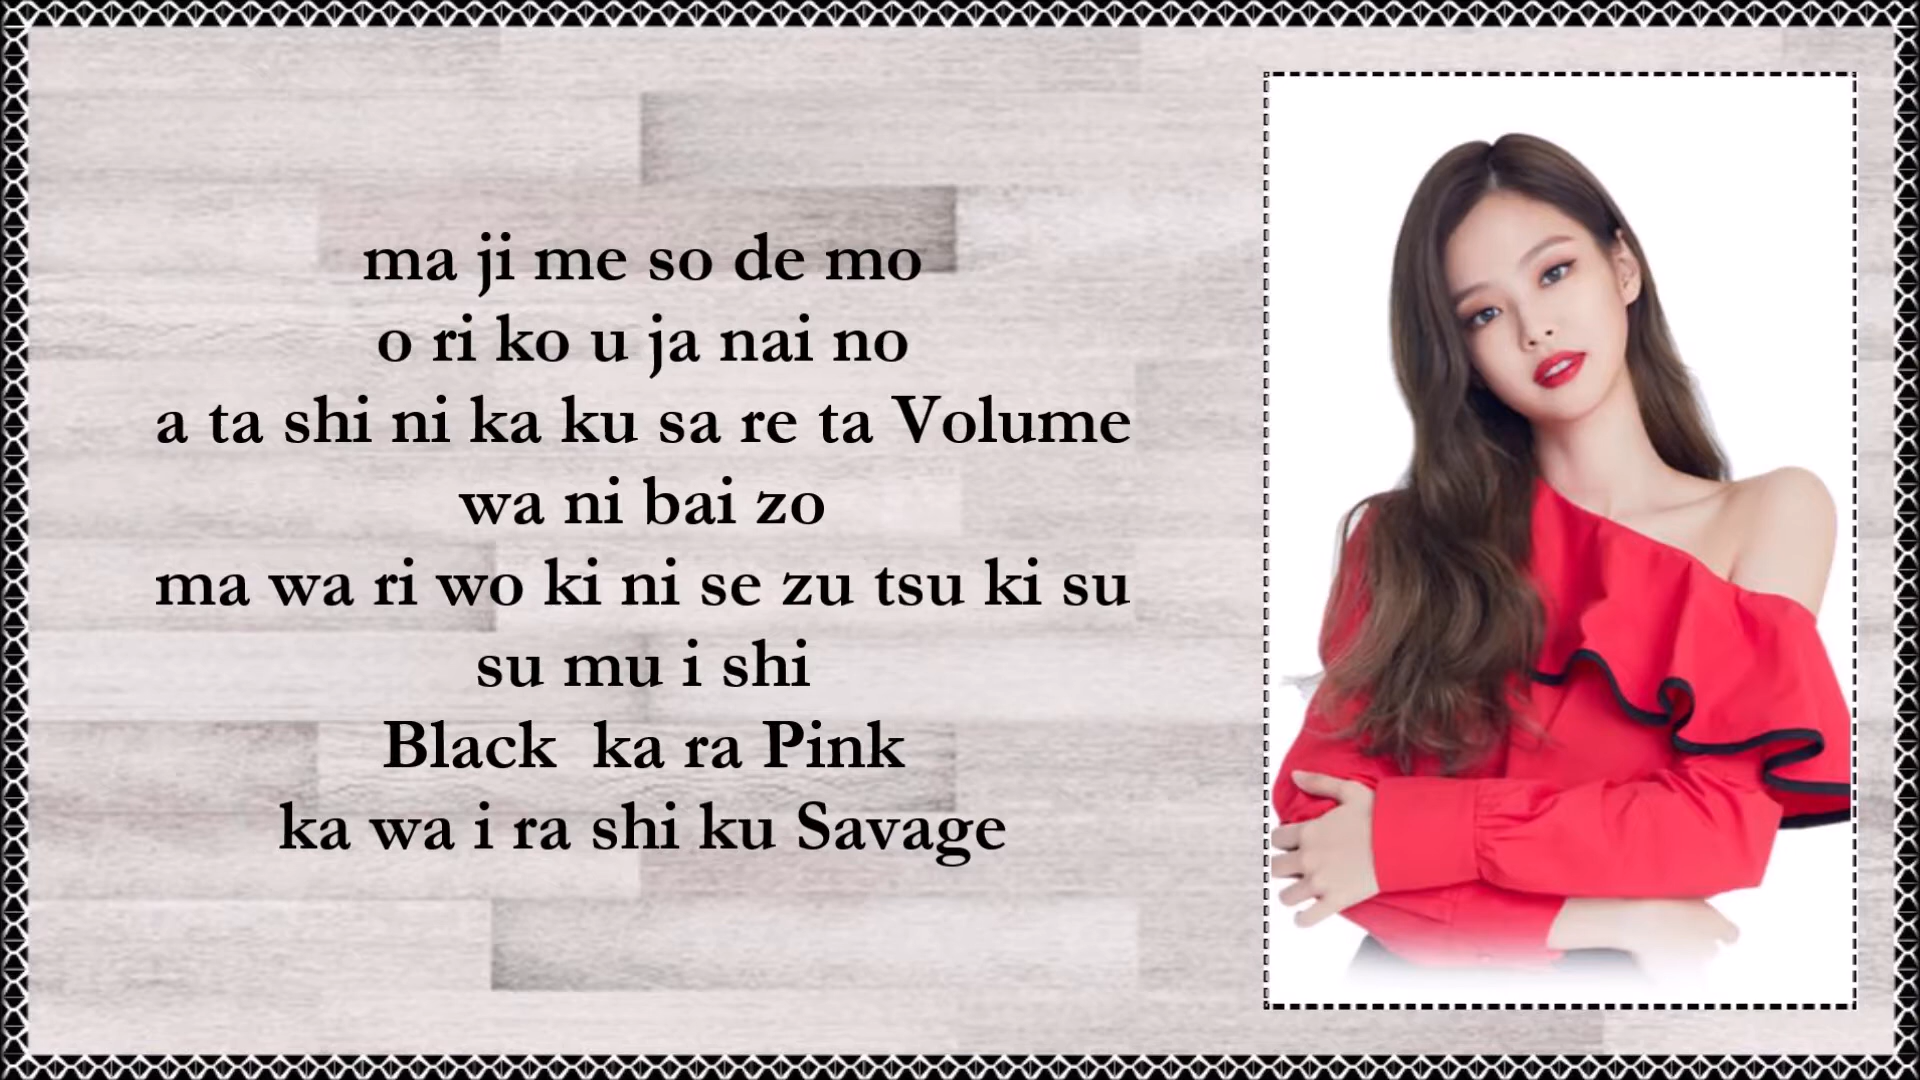 ma ji me so de mo
o ri ko u ja nai no
a ta shi ni ka ku sa re ta Volume
wa ni bai zo
ma wa ri wo ki ni se zu tsu ki su
su mu i shi
Black  ka ra Pink
ka wa i ra shi ku Savage